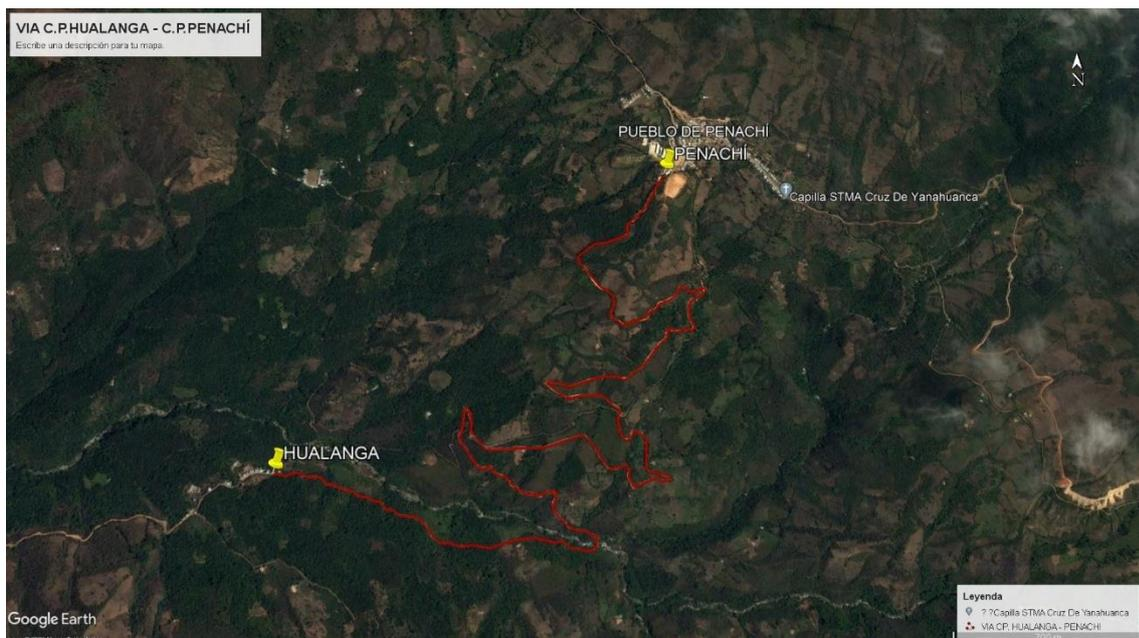 VIA C.P.HUALANGA - C.P.PENACHÍ
Escribe una descripción para tu mapa.
N
PUEBLO DE PENACHÍ
PENACHÍ
Capilla STMA Cruz De Yanahuanca
HUALANGA
Google Earth
Leyenda
? ?Capilla STMA Cruz De Yanahuanca
VIA CP. HUALANGA - PENACHI